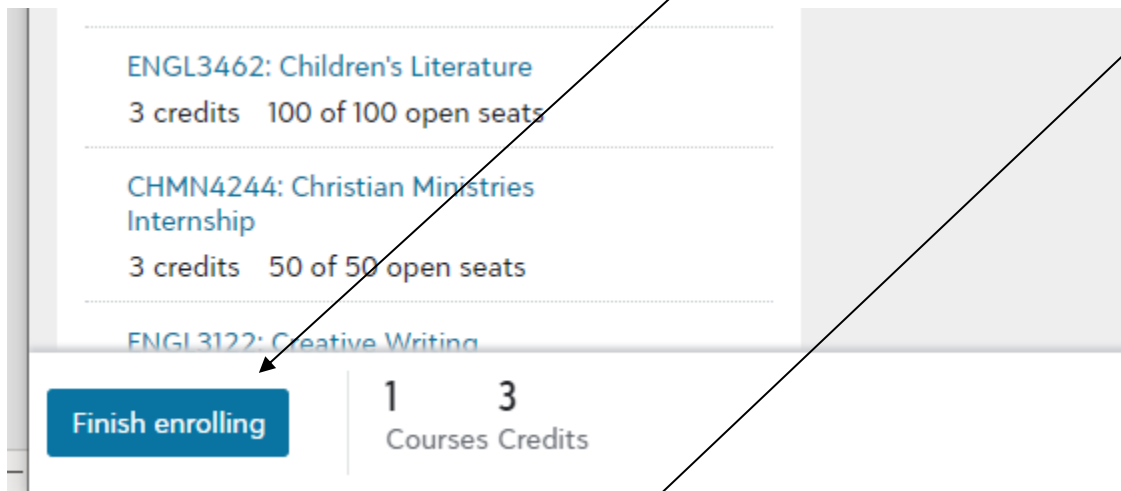 ENGL3462: Children's Literature
3 credits 100 of 100 open seats
CHMN4244: Christian Ministries
Internship
3 credits 50 of 50 open seats
ENGL3122: Creative Writing
Finish enrolling
1 3
Courses Credits